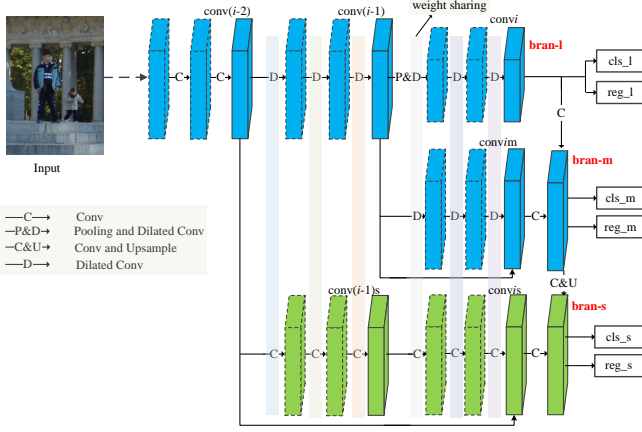 weight sharing
conv(i-2)
conv(i-1)
convi
bran-l
C
C
D
D
D
P&D
D
D
cls_l
reg_l
C
Input
convim
bran-m
D
D
D
C
cls_m
reg_m
C Conv
P&D Pooling and Dilated Conv
C&U Conv and Upsample
D Dilated Conv
C&U
conv(i-1)s
convis
bran-s
C
C
C
C
C
C
C
cls_s
reg_s